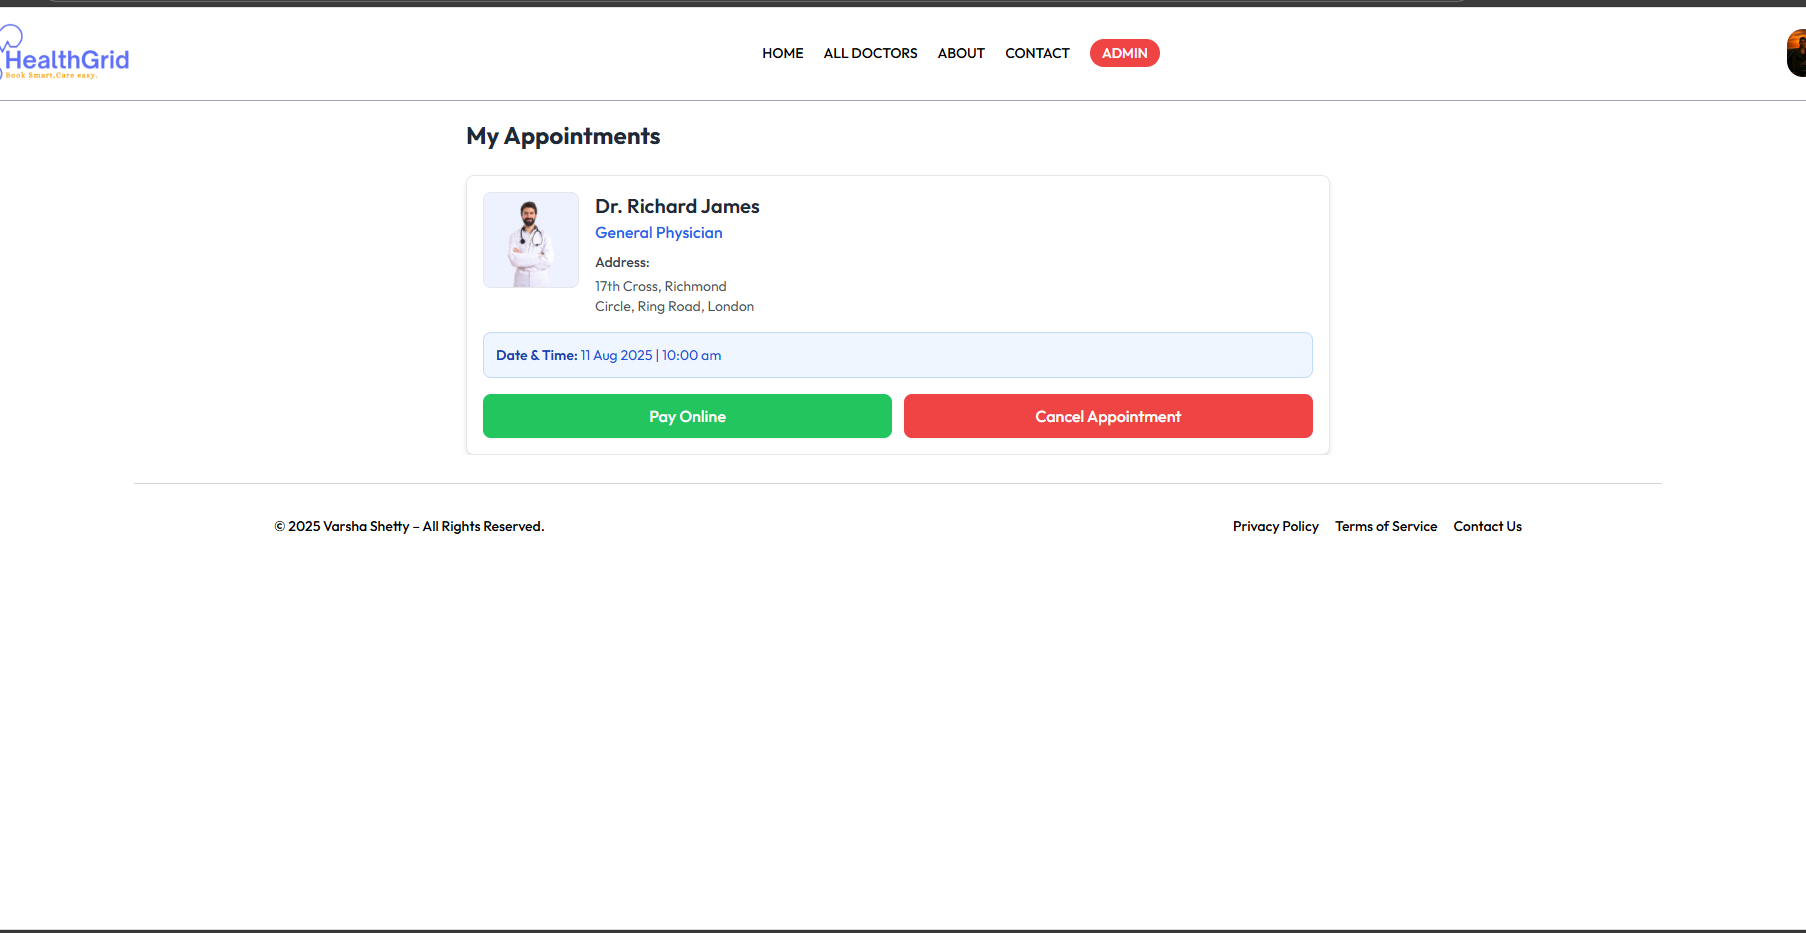 HealthGrid
Book Smart,Care easy.
HOME ALL DOCTORS ABOUT CONTACT ADMIN
My Appointments
Dr. Richard James
General Physician
Address:
17th Cross, Richmond
Circle, Ring Road, London
Date & Time: 11 Aug 2025 | 10:00 am
Pay Online Cancel Appointment
© 2025 Varsha Shetty – All Rights Reserved. Privacy Policy Terms of Service Contact Us